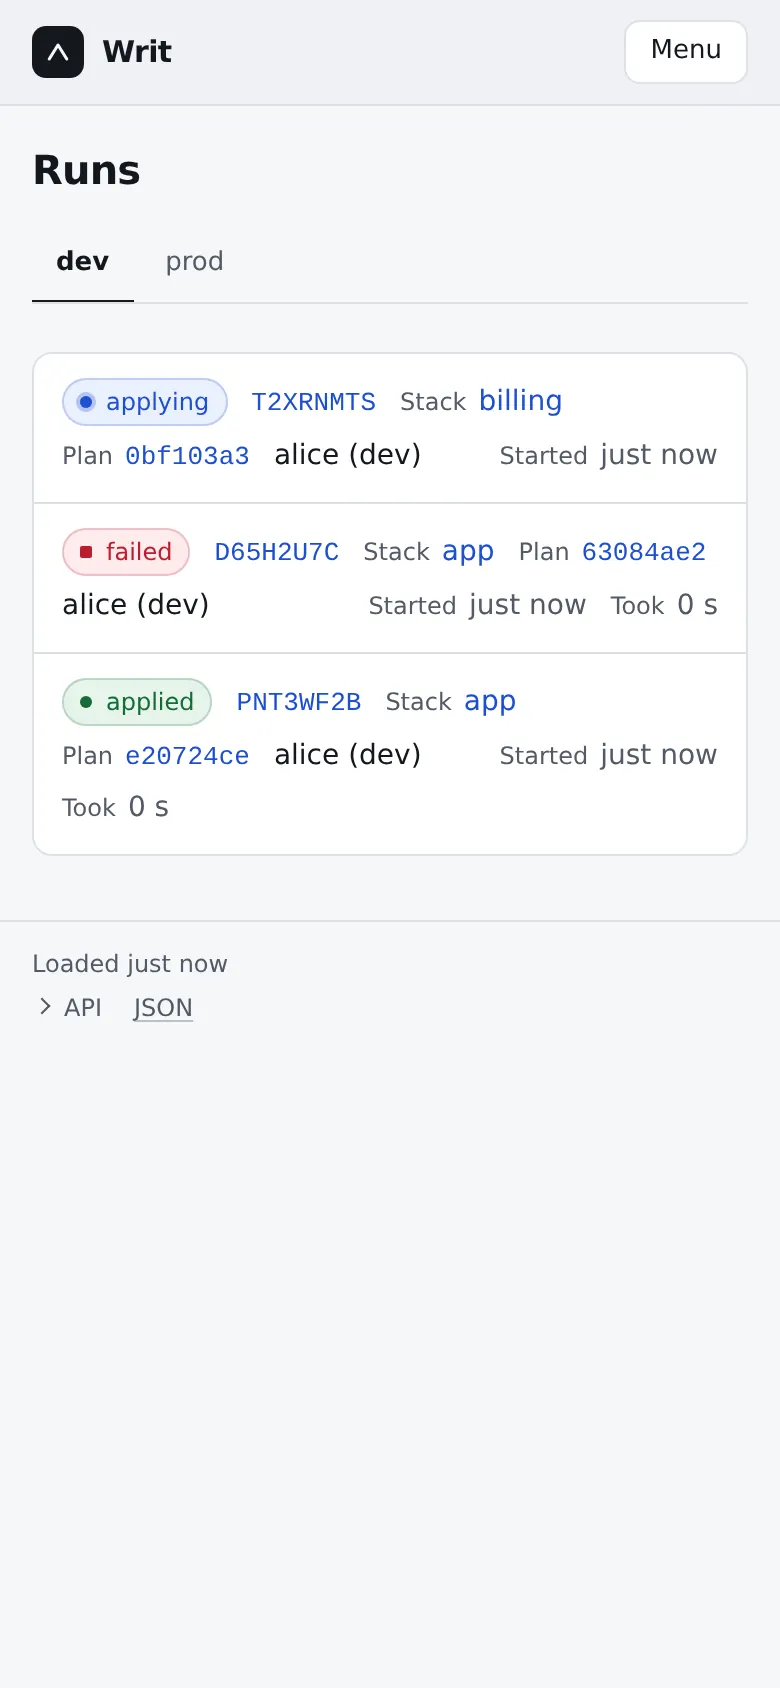 Writ
Menu
Runs
dev prod
applying T2XRNMTS Stack billing
Plan 0bf103a3 alice (dev) Started just now
failed D65H2U7C Stack app Plan 63084ae2
alice (dev) Started just now Took 0 s
applied PNT3WF2B Stack app
Plan e20724ce alice (dev) Started just now
Took 0 s
Loaded just now
API JSON